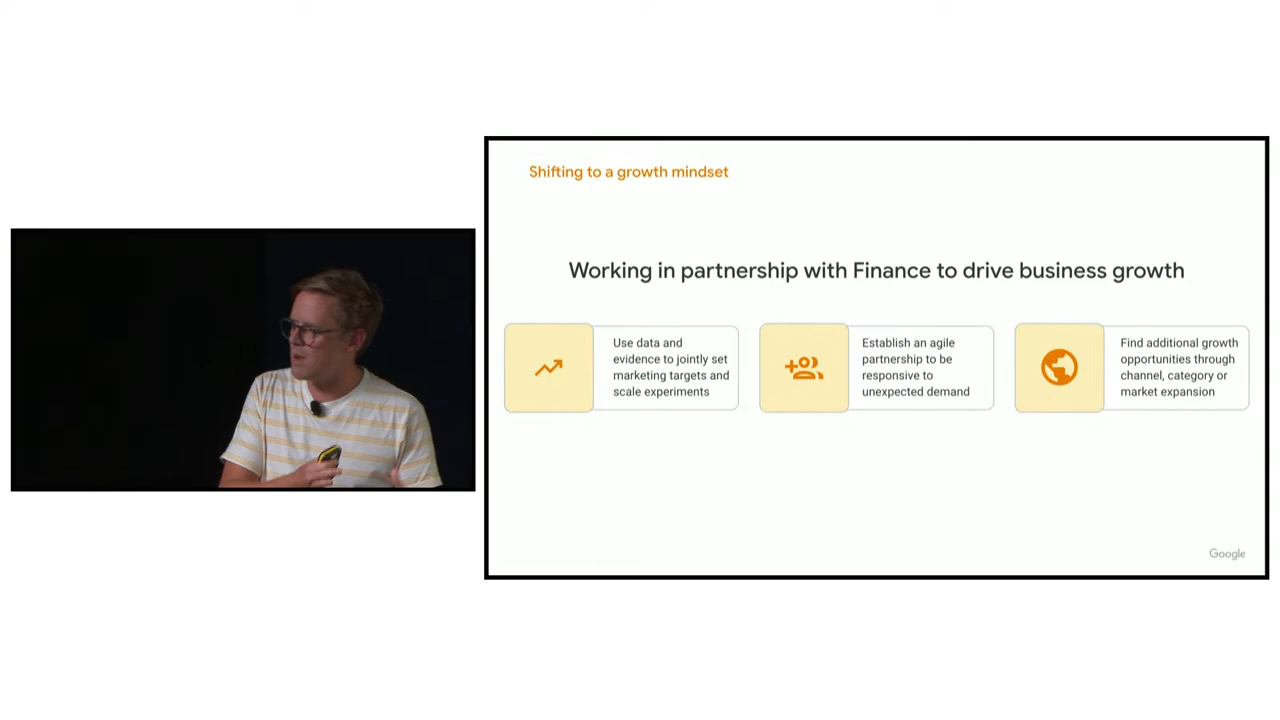 Shifting to a growth mindset
Working in partnership with Finance to drive business growth
Use data and
evidence to jointly set
marketing targets and
scale experiments
Establish an agile
partnership to be
responsive to
unexpected demand
Find additional growth
opportunities through
channel, category or
market expansion
Google